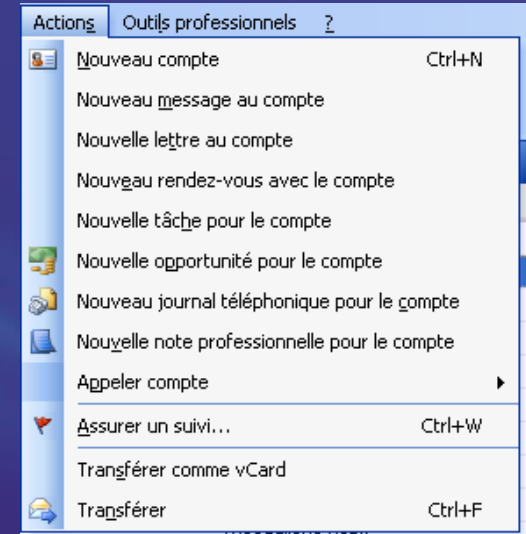 Actions Outils professionnels ?
Nouveau compte Ctrl+N
Nouveau message au compte
Nouvelle lettre au compte
Nouveau rendez-vous avec le compte
Nouvelle tâche pour le compte
Nouvelle opportunité pour le compte
Nouveau journal téléphonique pour le compte
Nouvelle note professionnelle pour le compte
Appeler compte
Assurer un suivi... Ctrl+W
Transférer comme vCard
Transférer Ctrl+F